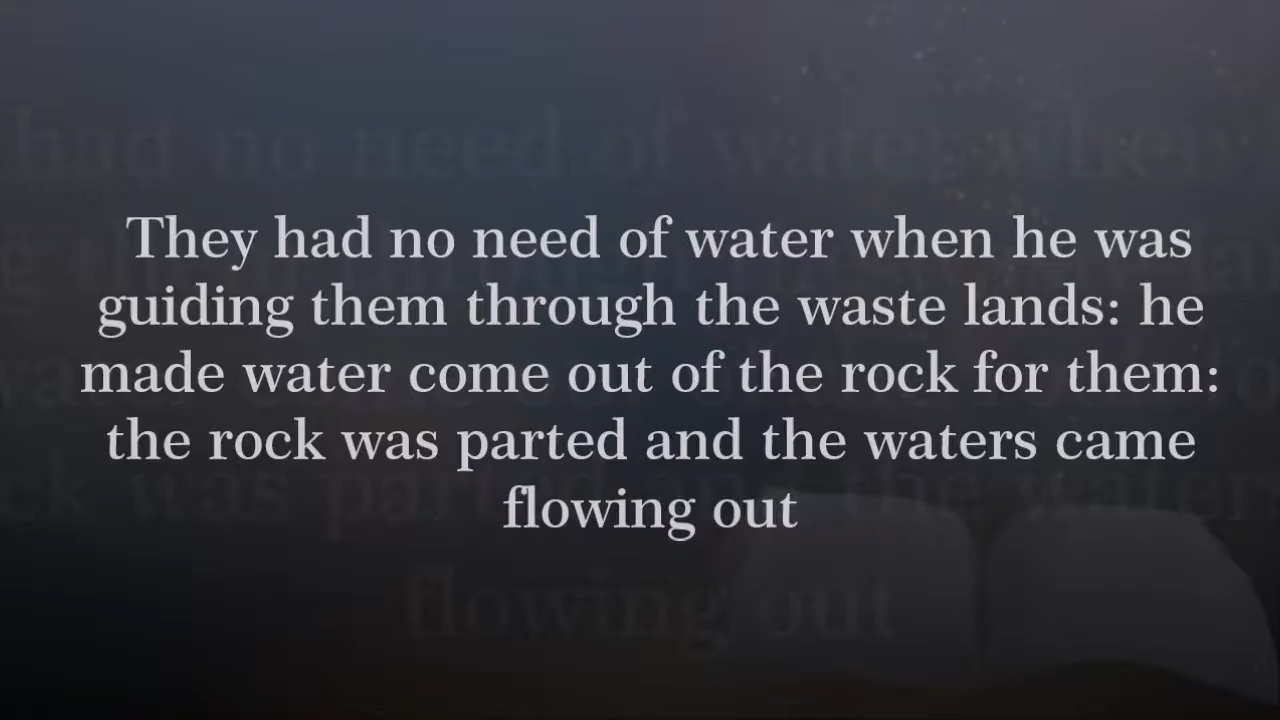 They had no need of water when he was
guiding them through the waste lands: he
made water come out of the rock for them:
the rock was parted and the waters came
flowing out